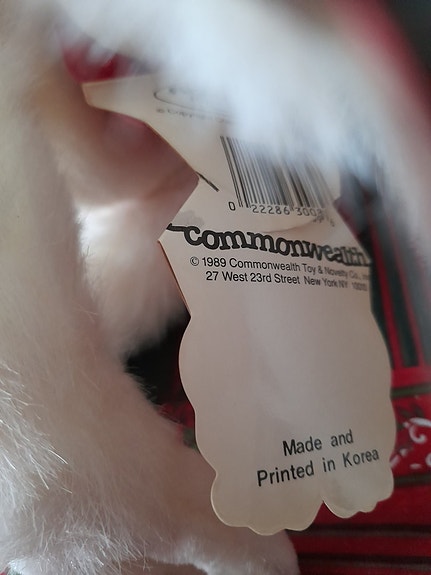 0 22286 300
commonwealth
© 1989 Commonwealth Toy & Novelty Co., Inc.
27 West 23rd Street New York NY 10010
Made and
Printed in Korea